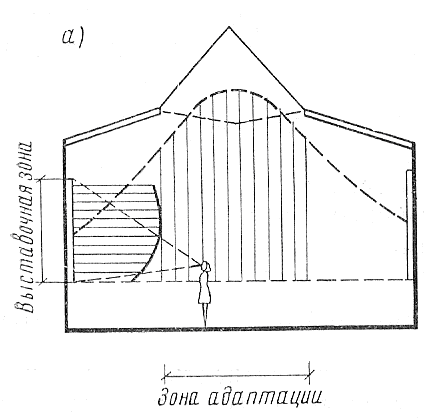 а)
Выставочная зона
Зона адаптации